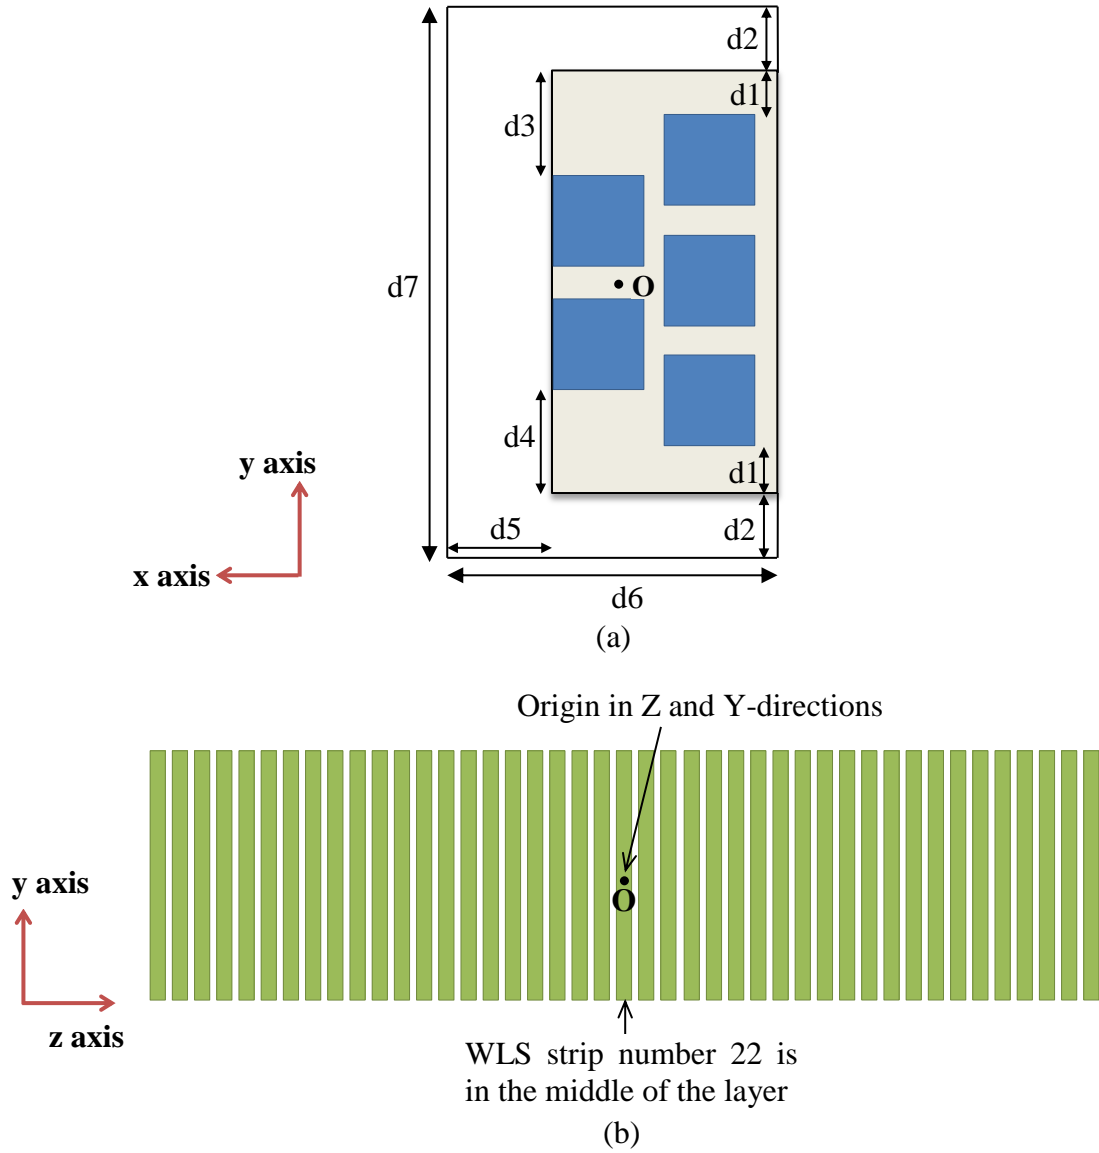 d2
d1
d3
d7
O
d4
d1
d2
d5
y axis
x axis
d6
(a)
Origin in Z and Y-directions
y axis
O
z axis
WLS strip number 22 is
in the middle of the layer
(b)